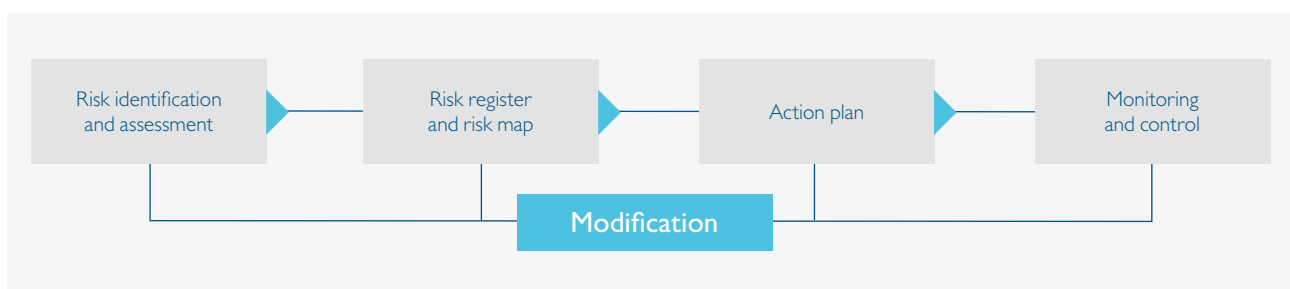 Risk identification
and assessment
Risk register
and risk map
Action plan
Monitoring
and control
Modification